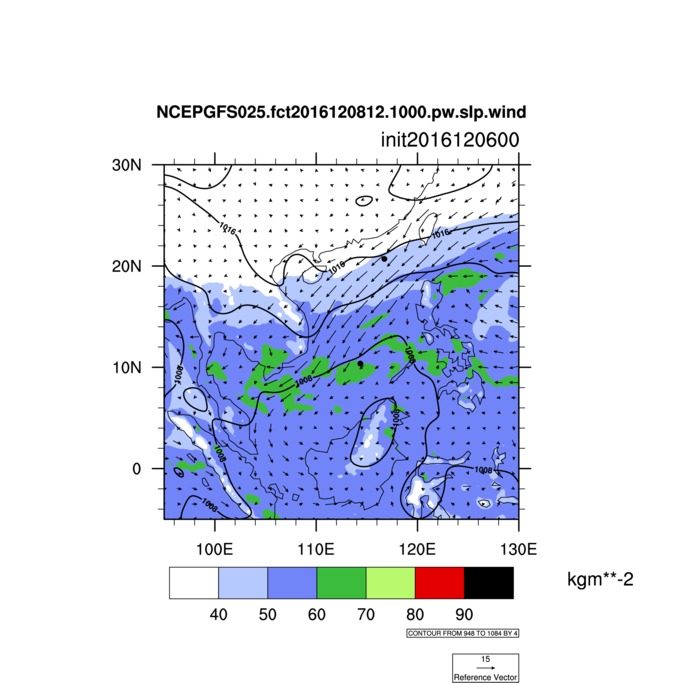 NCEPGFS025.fct2016120812.1000.pw.slp.wind
init2016120600
30N
20N
10N
0
1016
1016
1016
1008
1008
1008
1008
1008
1008
1008
100E 110E 120E 130E
kgm**-2
40 50 60 70 80 90
CONTOUR FROM 948 TO 1084 BY 4
15
Reference Vector